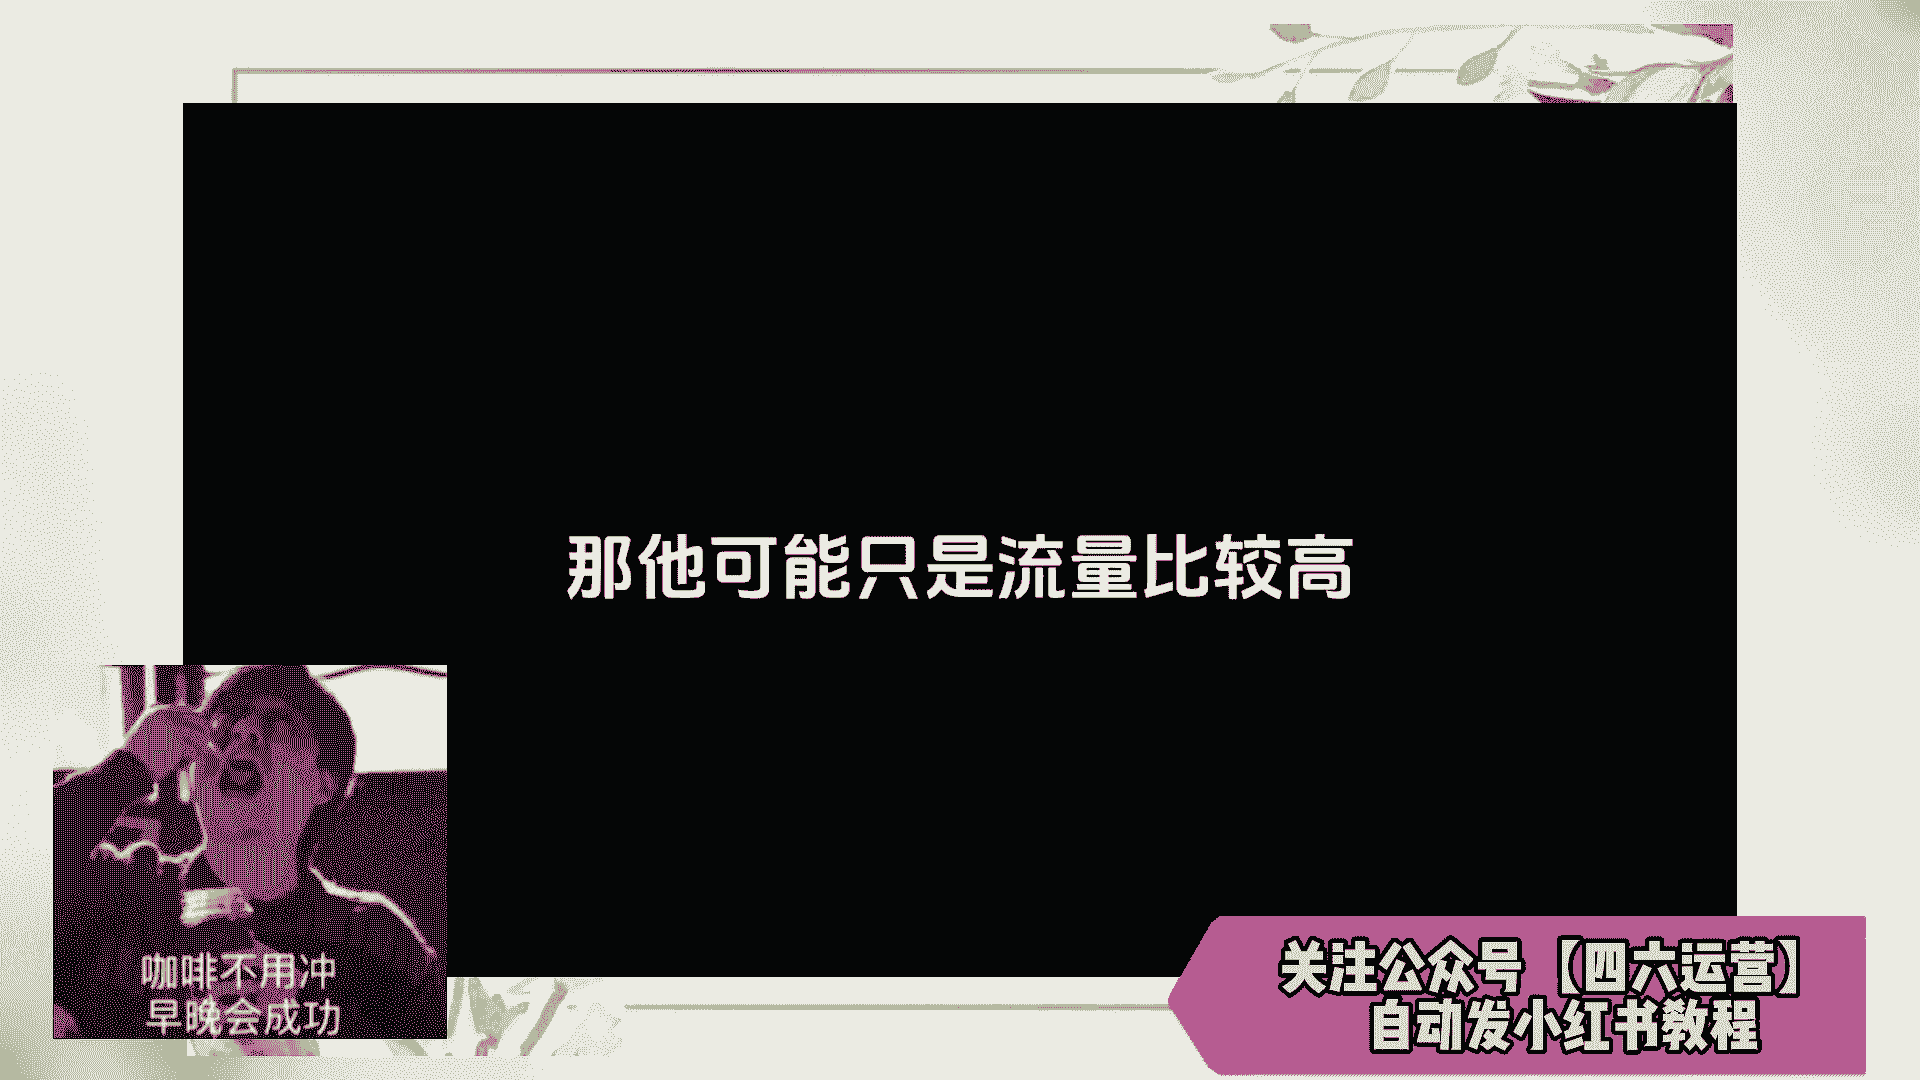 那他可能只是流量比较高
咖啡不用冲
早晚会成功
关注公众号【四六运营】
自动发小红书教程